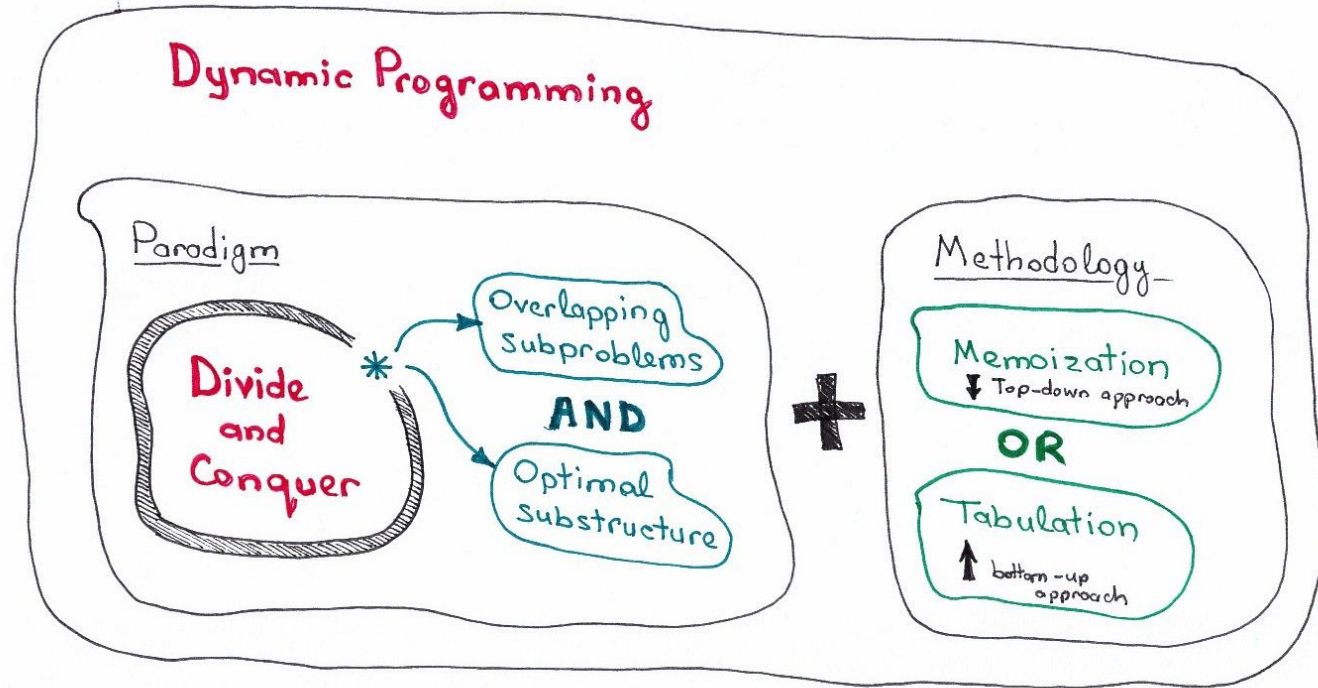 Dynamic Programming
Paradigm
Divide
and
Conquer
*
Overlapping
subproblems
AND
Optimal
substructure
+
Methodology
Memoization
Top-down approach
OR
Tabulation
bottom-up
approach